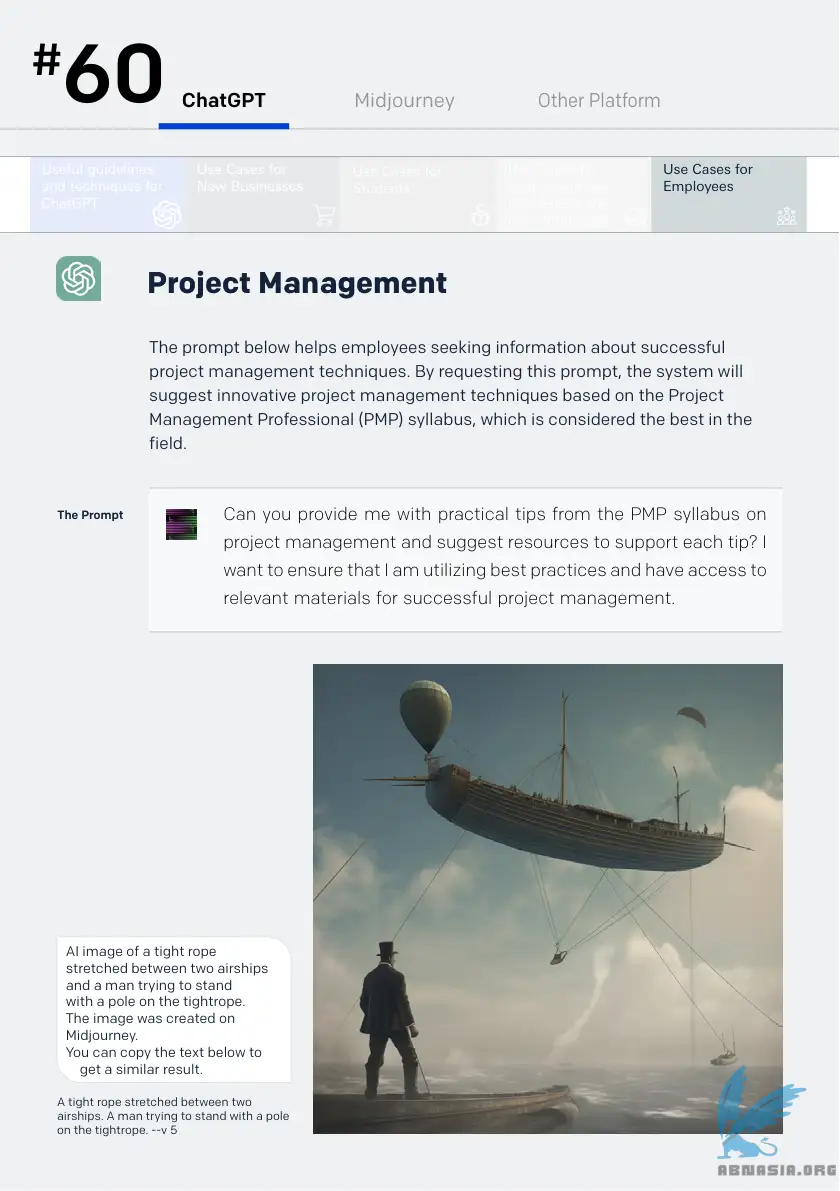 #60
ChatGPT
Midjourney
Other Platform
Useful guidelines
and techniques for
ChatGPT
Use Cases for
New Businesses
Use Cases for
Students
Use Cases for
Employees
Project Management
The prompt below helps employees seeking information about successful
project management techniques. By requesting this prompt, the system will
suggest innovative project management techniques based on the Project
Management Professional (PMP) syllabus, which is considered the best in the
field.
The Prompt
Can you provide me with practical tips from the PMP syllabus on
project management and suggest resources to support each tip? I
want to ensure that I am utilizing best practices and have access to
relevant materials for successful project management.
AI image of a tight rope
stretched between two airships
and a man trying to stand
with a pole on the tightrope.
The image was created on
Midjourney.
You can copy the text below to
get a similar result.
A tight rope stretched between two
airships. A man trying to stand with a pole
on the tightrope. --v 5
ABNASIA.ORG